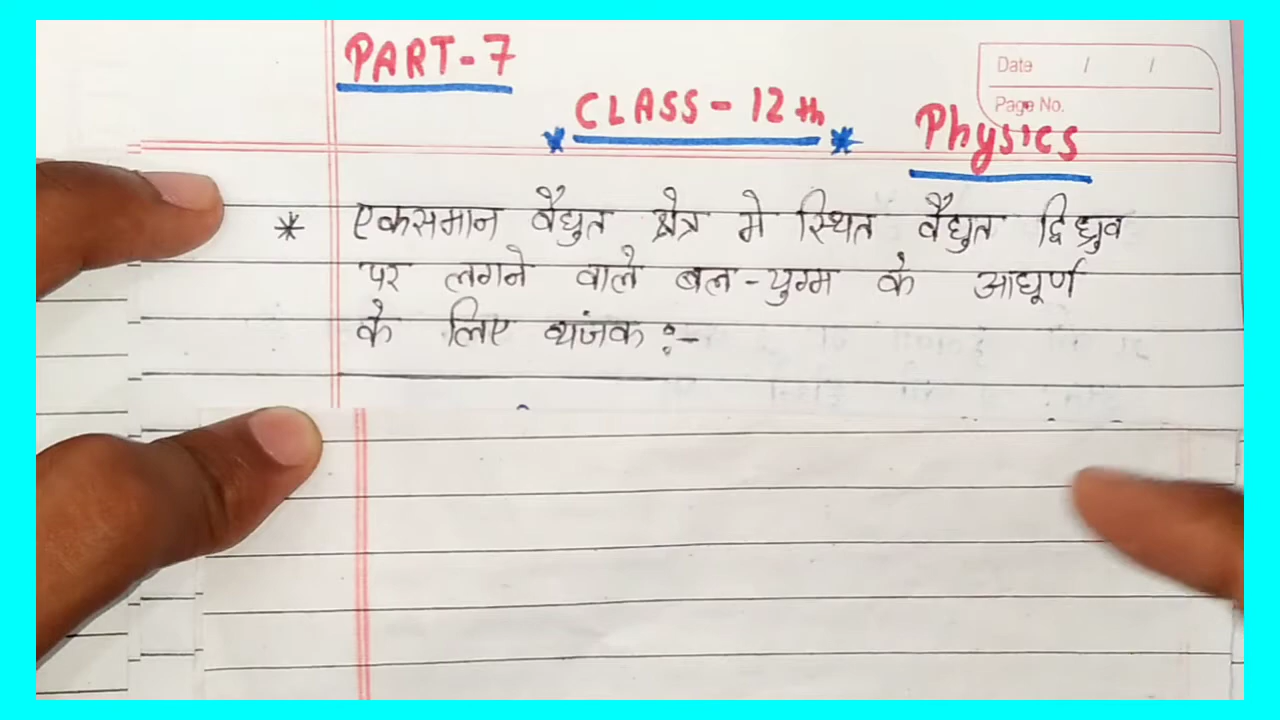 PART-7
Date / /
Page No.
CLASS-12th
Physics
* एकसमान वैद्युत क्षेत्र मे स्थित वैद्युत द्विध्रुव
पर लगने वाले बल-युग्म के आघूर्ण
के लिए व्यंजक :-